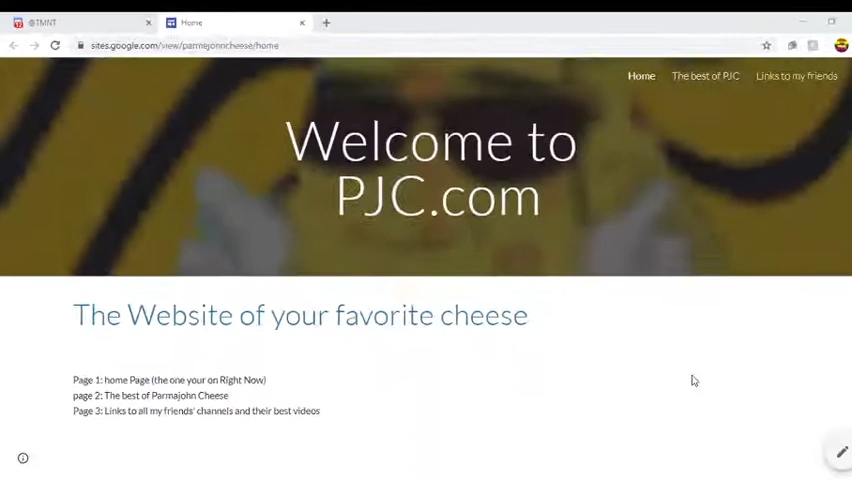 @TMNT
Home
sites.google.com/view/parmejohncheese/home
Home The best of PJC Links to my friends
Welcome to
PJC.com
The Website of your favorite cheese
Page 1: home Page (the one your on Right Now)
page 2: The best of Parmajohn Cheese
Page 3: Links to all my friends' channels and their best videos